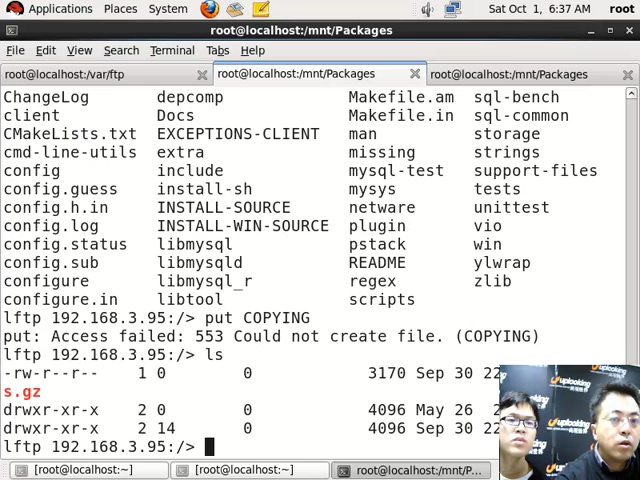 Applications Places System Sat Oct 1, 6:37 AM root
root@localhost:/mnt/Packages
File Edit View Search Terminal Tabs Help
root@localhost:/var/ftp root@localhost:/mnt/Packages root@localhost:/mnt/Packages
ChangeLog depcomp Makefile.am sql-bench
client Docs Makefile.in sql-common
CMakeLists.txt EXCEPTIONS-CLIENT man storage
cmd-line-utils extra missing strings
config include mysql-test support-files
config.guess install-sh mysys tests
config.h.in INSTALL-SOURCE netware unittest
config.log INSTALL-WIN-SOURCE plugin vio
config.status libmysql pstack win
config.sub libmysqld README ylwrap
configure libmysql_r regex zlib
configure.in libtool scripts
lftp 192.168.3.95:/> put COPYING
put: Access failed: 553 Could not create file. (COPYING)
lftp 192.168.3.95:/> ls
-rw-r--r-- 1 0 0 3170 Sep 30 22
s.gz
drwxr-xr-x 2 0 0 4096 May 26
drwxr-xr-x 2 14 0 4096 Sep 30
lftp 192.168.3.95:/>
uplooking
uplooking
[root@localhost:~] [root@localhost:~] root@localhost:/mnt/P...